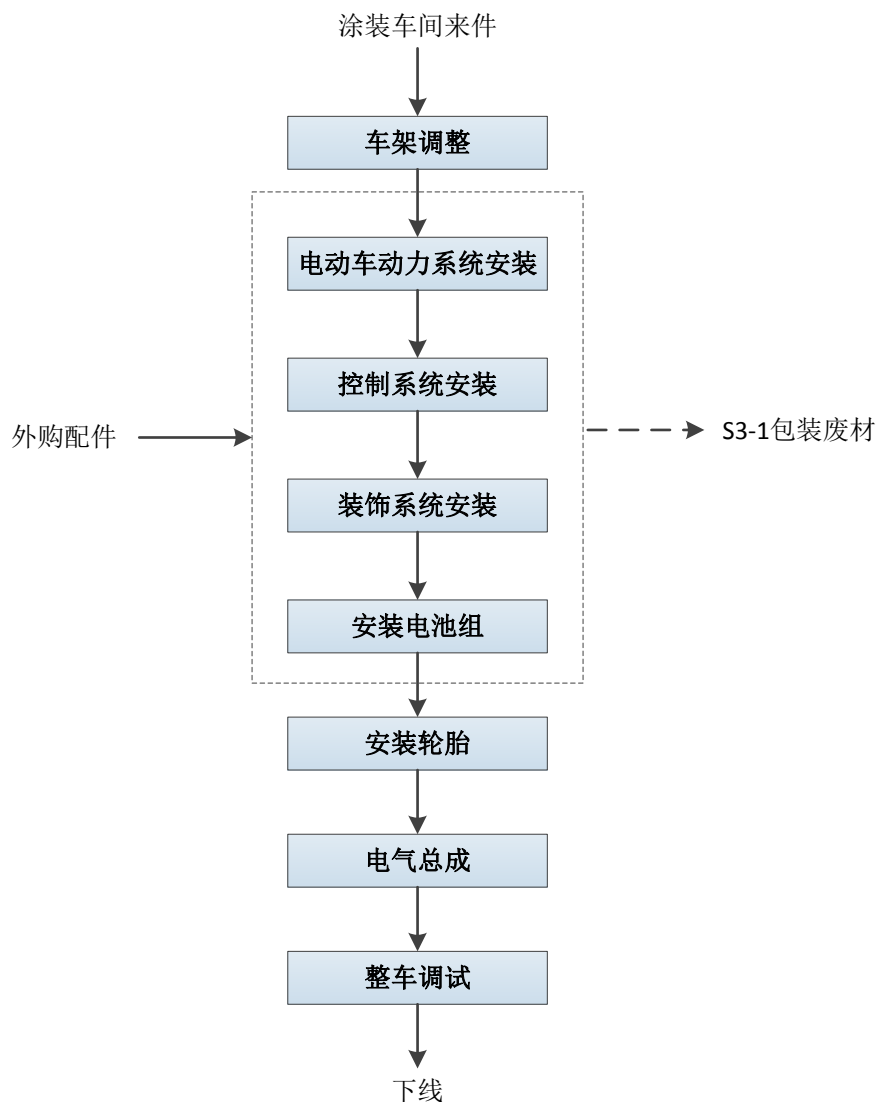 涂装车间来件
车架调整
电动车动力系统安装
控制系统安装
外购配件
S3-1包装废材
装饰系统安装
安装电池组
安装轮胎
电气总成
整车调试
下线